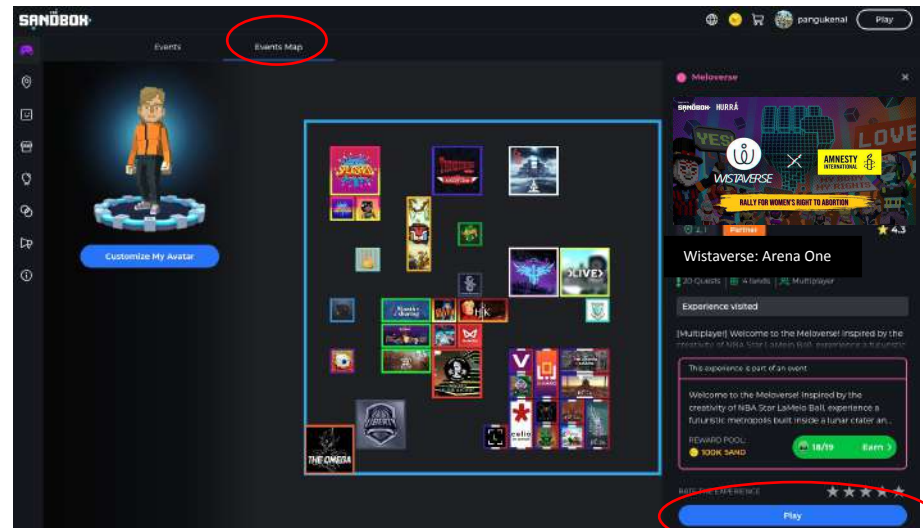 THE
SANDBOX
pangukenal
Play
Events
Events Map
Customize My Avatar
LIVE
THE OMEGA
Meloverse
SANDBOX HURRÁ
YES!
LOVE
WISTAVERSE
AMNESTY
INTERNATIONAL
MY RIGHTS
RALLY FOR WOMEN'S RIGHT TO ABORTION
Partner
4.3
Wistaverse: Arena One
20 Quests
4 lands
Multiplayer
Experience visited
[Multiplayer] Welcome to the Meloverse! Inspired by the
creativity of NBA Star LaMelo Ball, experience a futuristic
This experience is part of an event
Welcome to the Meloverse! Inspired by the
creativity of NBA Star LaMelo Ball, experience a
futuristic metropolis built inside a lunar crater an...
REWARD POOL:
100K SAND
18/19
Earn >
RATE THE EXPERIENCE
Play